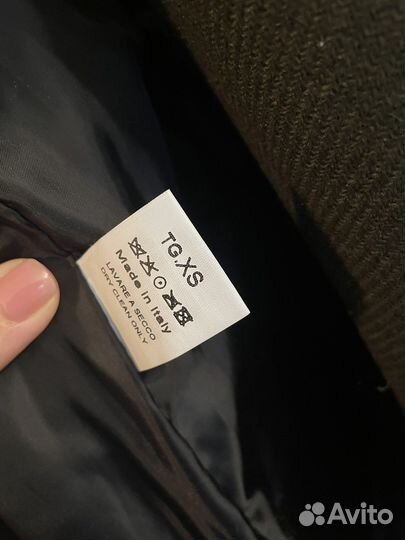 TG.XS
Made in Italy
LAVARE A SECCO
DRY CLEAN ONLY
Avito